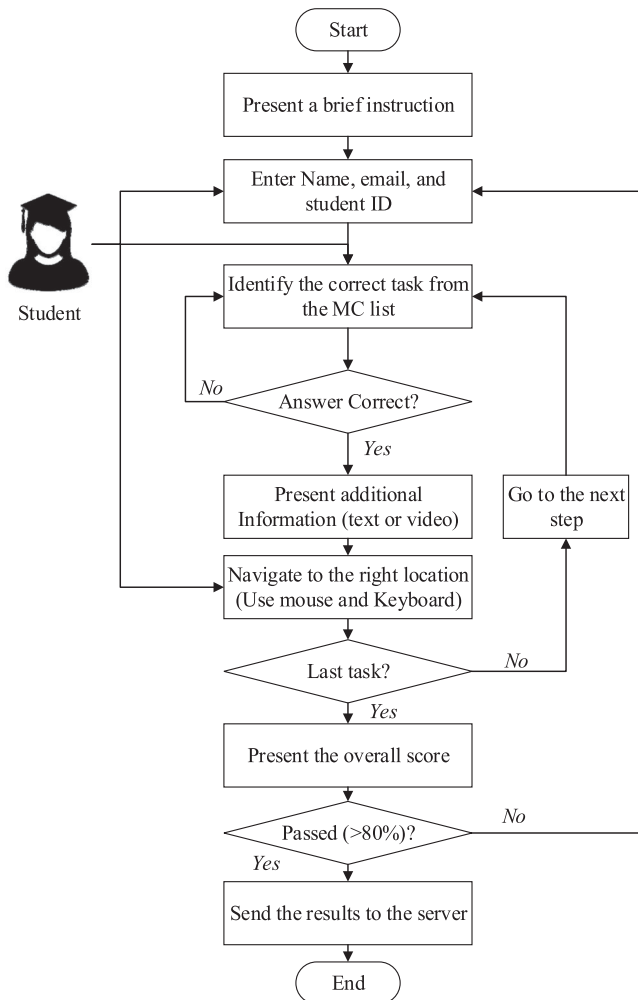 Start
Present a brief instruction
Enter Name, email, and
student ID
Student
Identify the correct task from
the MC list
No
Answer Correct?
Yes
Present additional
Information (text or video)
Go to the next
step
Navigate to the right location
(Use mouse and Keyboard)
Last task?
No
Yes
Present the overall score
Passed (>80%)?
No
Yes
Send the results to the server
End